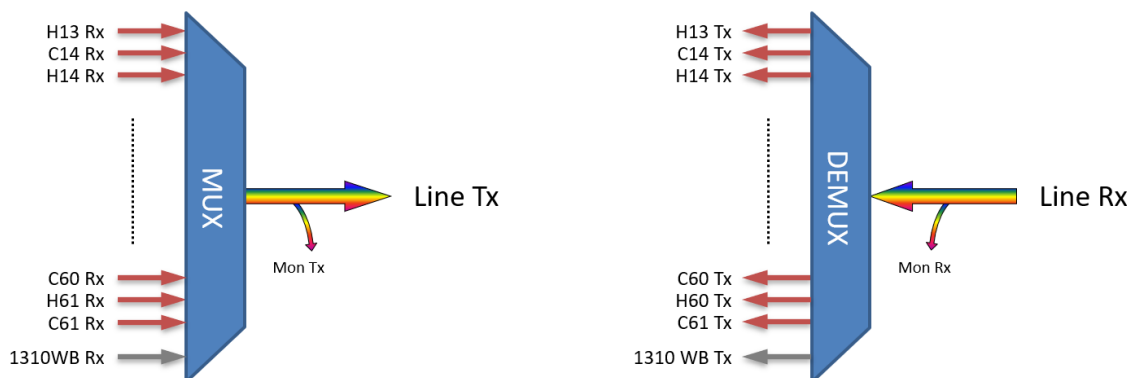 H13 Rx
C14 Rx
H14 Rx
MUX
Line Tx
Mon Tx
C60 Rx
H61 Rx
C61 Rx
1310WB Rx
H13 Tx
C14 Tx
H14 Tx
DEMUX
Line Rx
Mon Rx
C60 Tx
H60 Tx
C61 Tx
1310 WB Tx